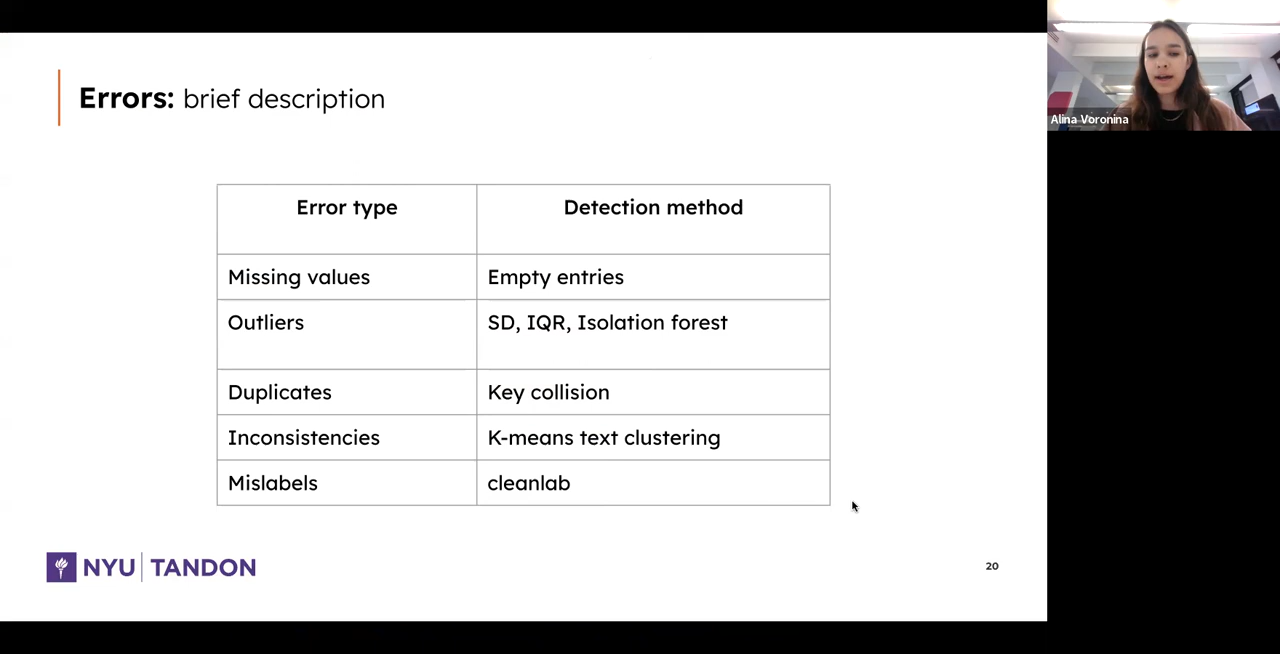 Errors: brief description
Alina Voronina
Error type Detection method
Missing values Empty entries
Outliers SD, IQR, Isolation forest
Duplicates Key collision
Inconsistencies K-means text clustering
Mislabels cleanlab
NYU TANDON
20